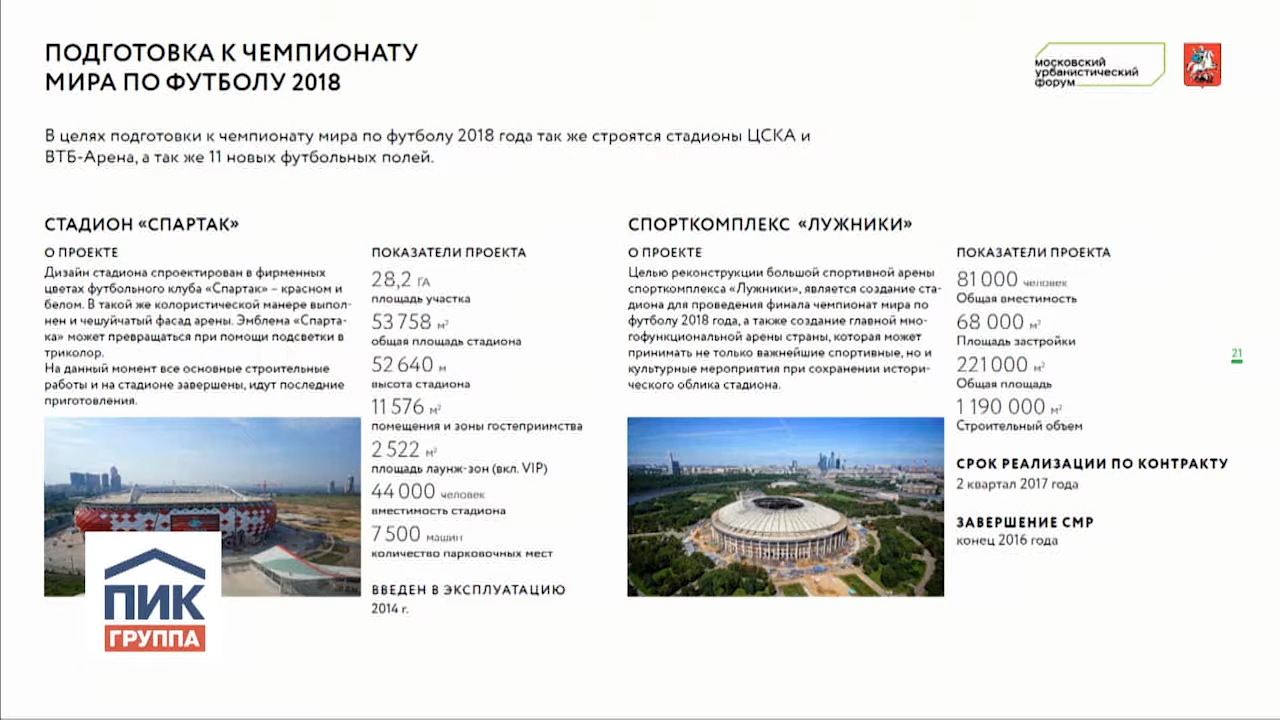 ПОДГОТОВКА К ЧЕМПИОНАТУ
МИРА ПО ФУТБОЛУ 2018
московский
урбанистический
форум
В целях подготовки к чемпионату мира по футболу 2018 года так же строятся стадионы ЦСКА и
ВТБ-Арена, а так же 11 новых футбольных полей.
СТАДИОН «СПАРТАК»
О ПРОЕКТЕ
Дизайн стадиона спроектирован в фирменных
цветах футбольного клуба «Спартак» – красном и
белом. В такой же колористической манере выпол-
нен и чешуйчатый фасад арены. Эмблема «Спарта-
ка» может превращаться при помощи подсветки в
триколор.
На данный момент все основные строительные
работы и на стадионе завершены, идут последние
приготовления.
ПОКАЗАТЕЛИ ПРОЕКТА
28,2 ГА
площадь участка
53 758 м²
общая площадь стадиона
52 640 м
высота стадиона
11 576 м²
помещения и зоны гостеприимства
2 522 м²
площадь лаунж-зон (вкл. VIP)
44 000 человек
вместимость стадиона
7 500 машин
количество парковочных мест
ВВЕДЕН В ЭКСПЛУАТАЦИЮ
2014 г.
СПОРТКОМПЛЕКС «ЛУЖНИКИ»
О ПРОЕКТЕ
Целью реконструкции большой спортивной арены
спорткомплекса «Лужники», является создание ста-
диона для проведения финала чемпионат мира по
футболу 2018 года, а также создание главной мно-
гофункциональной арены страны, которая может
принимать не только важнейшие спортивные, но и
культурные мероприятия при сохранении истори-
ческого облика стадиона.
ПОКАЗАТЕЛИ ПРОЕКТА
81 000 человек
Общая вместимость
68 000 м²
Площадь застройки
221 000 м²
Общая площадь
1 190 000 м²
Строительный объем
СРОК РЕАЛИЗАЦИИ ПО КОНТРАКТУ
2 квартал 2017 года
ЗАВЕРШЕНИЕ СМР
конец 2016 года
21
ПИК
ГРУППА